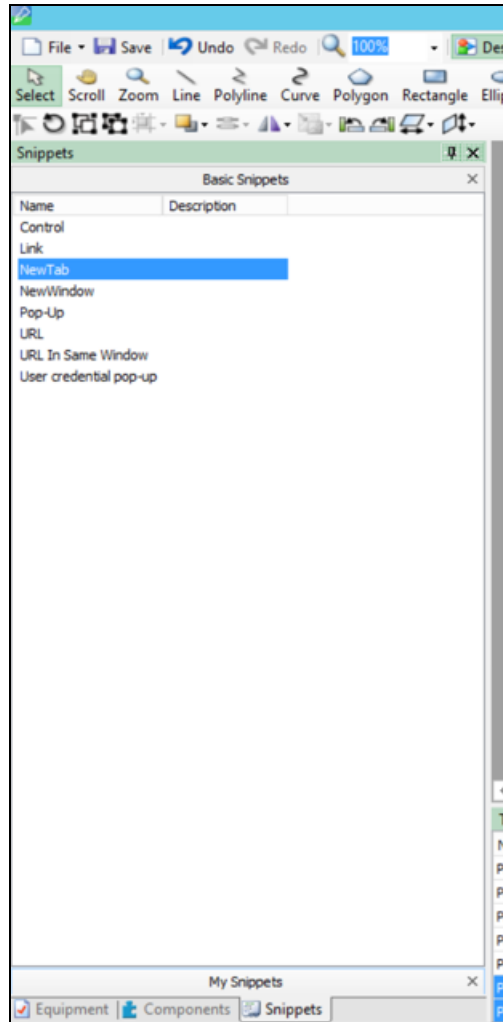 File Save Undo Redo 100% Des
Select Scroll Zoom Line Polyline Curve Polygon Rectangle Ellip
Snippets
Basic Snippets
Name Description
Control
Link
NewTab
NewWindow
Pop-Up
URL
URL In Same Window
User credential pop-up
My Snippets
Equipment Components Snippets